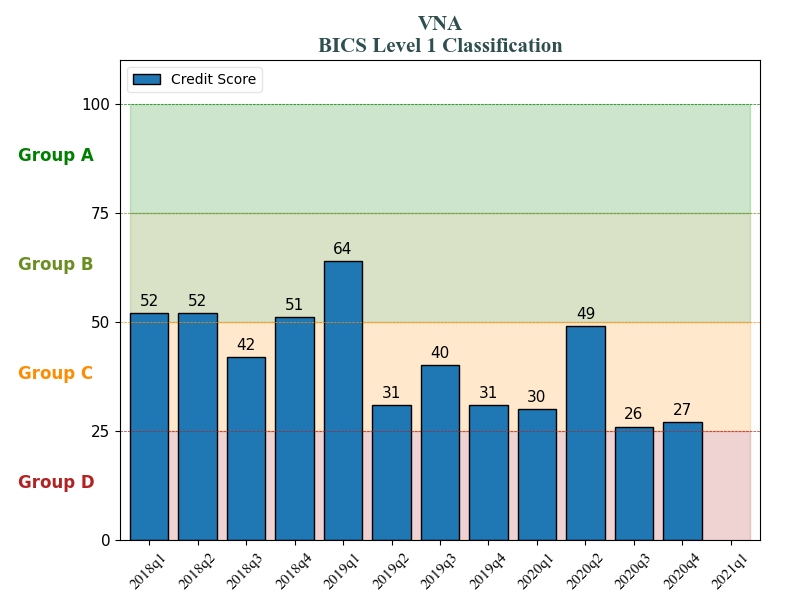 VNA
BICS Level 1 Classification
Credit Score
100
Group A
75
64
Group B
52 52 51
50
49
42
40
Group C
31 31 30
26 27
25
Group D
0
2018q1 2018q2 2018q3 2018q4 2019q1 2019q2 2019q3 2019q4 2020q1 2020q2 2020q3 2020q4 2021q1